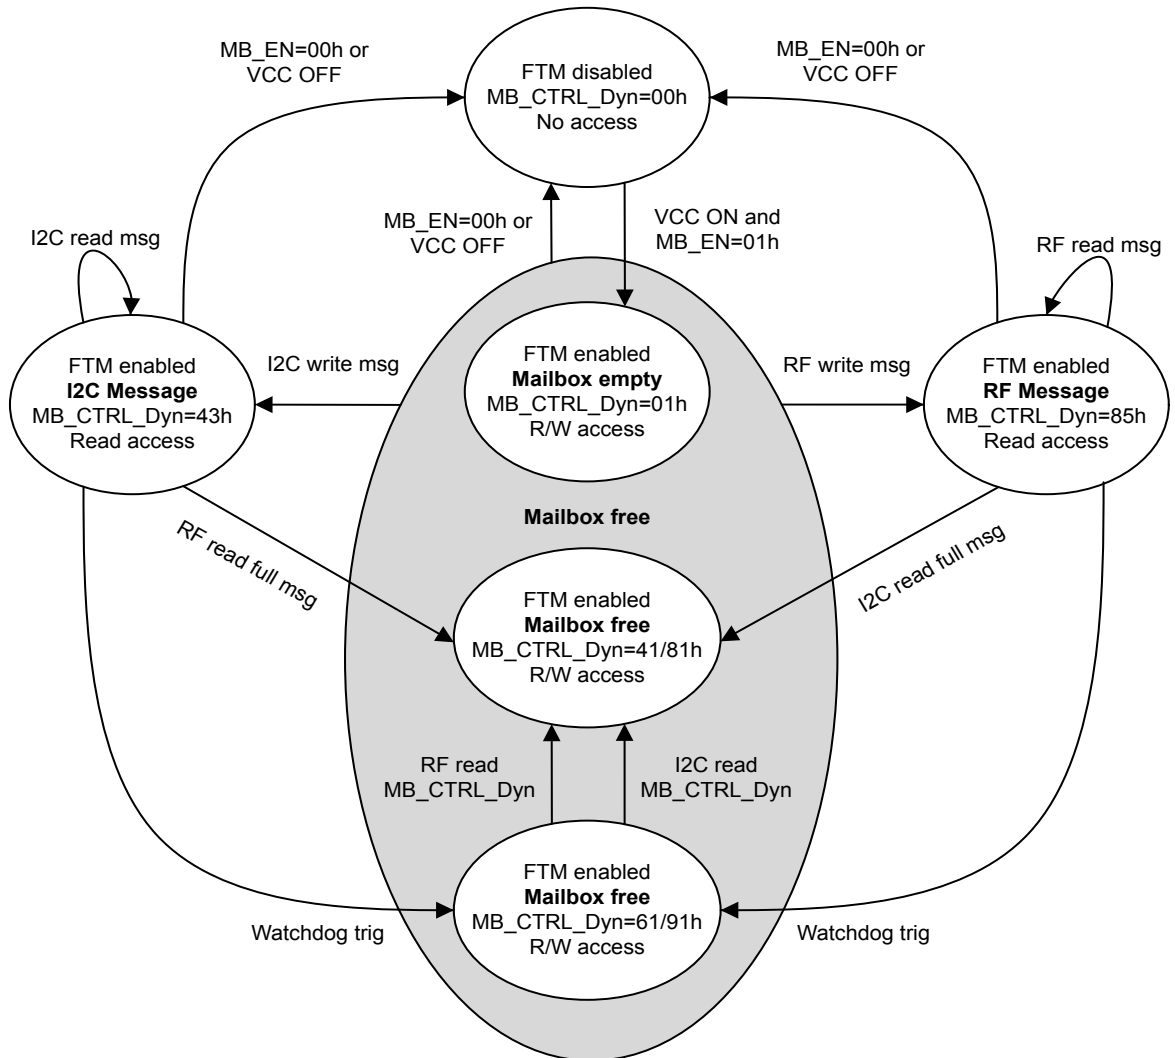 MB_EN=00h or
VCC OFF
FTM disabled
MB_CTRL_Dyn=00h
No access
MB_EN=00h or
VCC OFF
MB_EN=00h or
VCC OFF
VCC ON and
MB_EN=01h
I2C read msg
RF read msg
FTM enabled
I2C Message
MB_CTRL_Dyn=43h
Read access
I2C write msg
FTM enabled
Mailbox empty
MB_CTRL_Dyn=01h
R/W access
RF write msg
FTM enabled
RF Message
MB_CTRL_Dyn=85h
Read access
Mailbox free
RF read full msg
I2C read full msg
FTM enabled
Mailbox free
MB_CTRL_Dyn=41/81h
R/W access
RF read
MB_CTRL_Dyn
I2C read
MB_CTRL_Dyn
FTM enabled
Mailbox free
MB_CTRL_Dyn=61/91h
R/W access
Watchdog trig
Watchdog trig